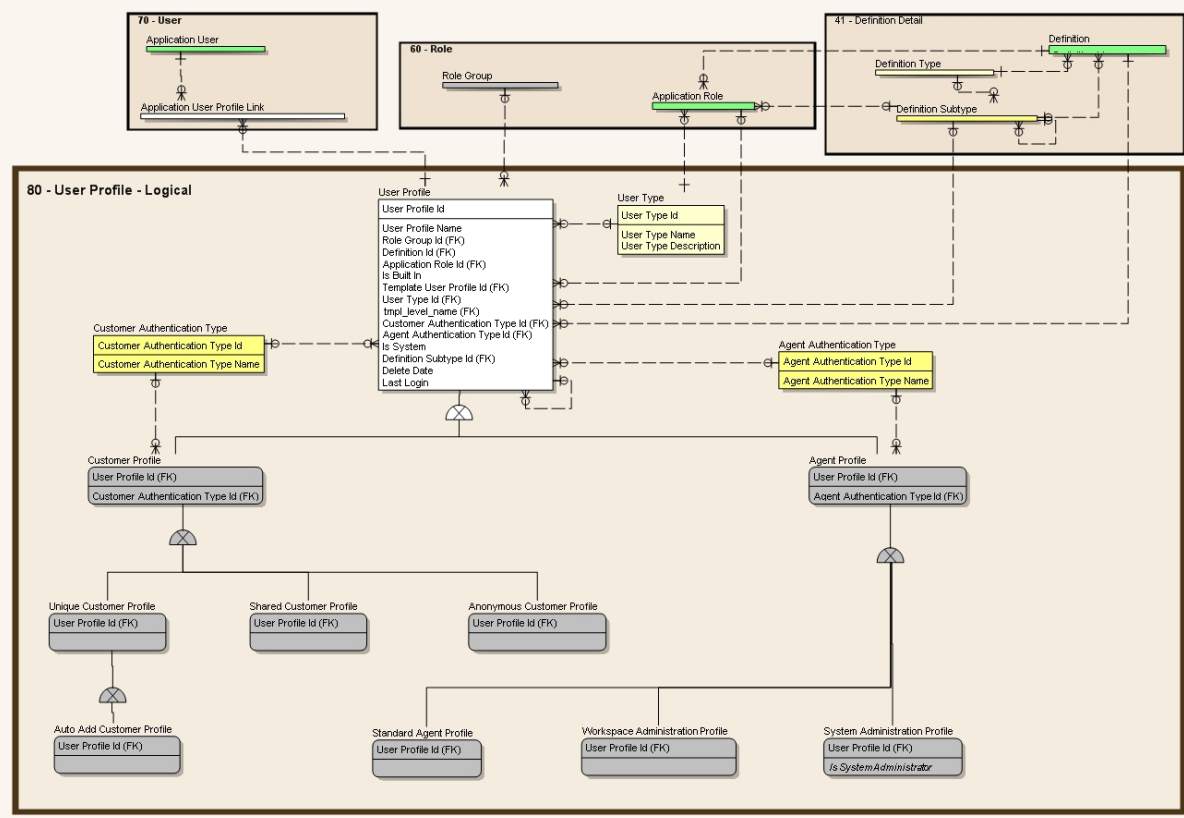 70 - User
Application User
Application User Profile Link
60 - Role
Role Group
Application Role
41 - Definition Detail
Definition
Definition Type
Definition Subtype
80 - User Profile - Logical
User Profile
User Profile Id
User Profile Name
Role Group Id (FK)
Definition Id (FK)
Application Role Id (FK)
Is Built In
Template User Profile Id (FK)
User Type Id (FK)
tmpl_level_name (FK)
Customer Authentication Type Id (FK)
Agent Authentication Type Id (FK)
Is System
Definition Subtype Id (FK)
Delete Date
Last Login
User Type
User Type Id
User Type Name
User Type Description
Customer Authentication Type
Customer Authentication Type Id
Customer Authentication Type Name
Agent Authentication Type
Agent Authentication Type Id
Agent Authentication Type Name
Customer Profile
User Profile Id (FK)
Customer Authentication Type Id (FK)
Agent Profile
User Profile Id (FK)
Agent Authentication Type Id (FK)
Unique Customer Profile
User Profile Id (FK)
Shared Customer Profile
User Profile Id (FK)
Anonymous Customer Profile
User Profile Id (FK)
Auto Add Customer Profile
User Profile Id (FK)
Standard Agent Profile
User Profile Id (FK)
Workspace Administration Profile
User Profile Id (FK)
System Administration Profile
User Profile Id (FK)
Is System Administrator